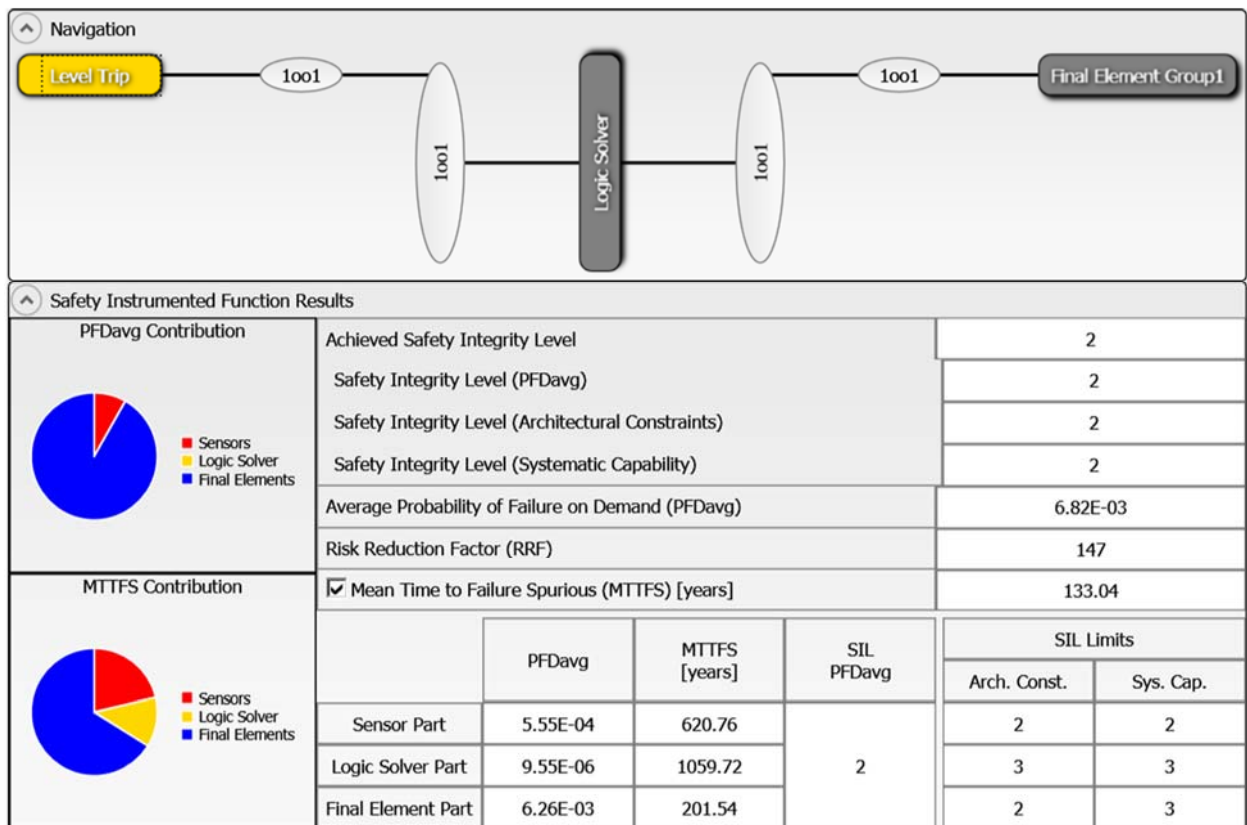 Navigation
Level Trip
1oo1
1oo1
Logic Solver
1oo1
1oo1
Final Element Group1
Safety Instrumented Function Results
PFDavg Contribution
Sensors
Logic Solver
Final Elements
MTTFS Contribution
Sensors
Logic Solver
Final Elements
Achieved Safety Integrity Level 2
Safety Integrity Level (PFDavg) 2
Safety Integrity Level (Architectural Constraints) 2
Safety Integrity Level (Systematic Capability) 2
Average Probability of Failure on Demand (PFDavg) 6.82E-03
Risk Reduction Factor (RRF) 147
Mean Time to Failure Spurious (MTTFS) [years] 133.04
PFDavg MTTFS [years] SIL PFDavg SIL Limits
Arch. Const. Sys. Cap.
Sensor Part 5.55E-04 620.76 2 2
Logic Solver Part 9.55E-06 1059.72 2 3 3
Final Element Part 6.26E-03 201.54 2 3